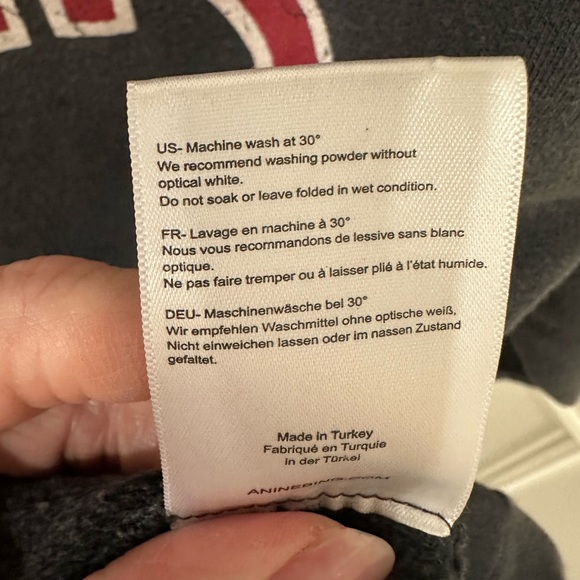 US- Machine wash at 30°
We recommend washing powder without
optical white.
Do not soak or leave folded in wet condition.
FR- Lavage en machine à 30°
Nous vous recommandons de lessive sans blanc
optique.
Ne pas faire tremper ou à laisser plié à l'état humide.
DEU- Maschinenwäsche bel 30°
Wir empfehlen Waschmittel ohne optische weiß,
Nicht einweichen lassen oder im nassen Zustand
gefaltet.
Made in Turkey
Fabriqué en Turquie
in der Türkei
ANINEBING.COM